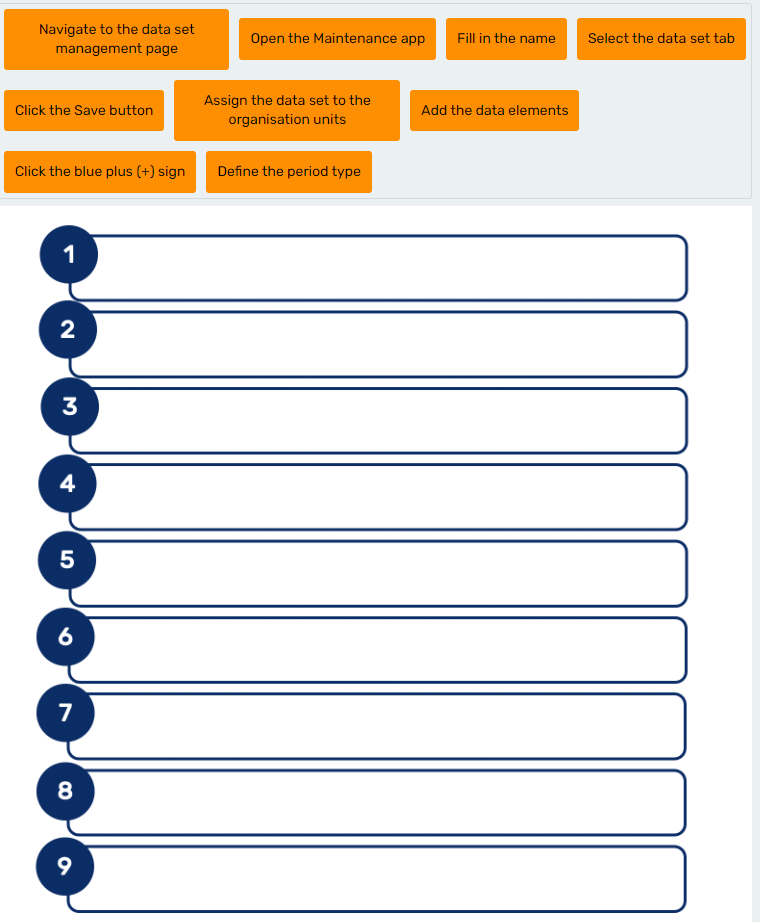 Navigate to the data set
management page
Open the Maintenance app
Fill in the name
Select the data set tab
Click the Save button
Assign the data set to the
organisation units
Add the data elements
Click the blue plus (+) sign
Define the period type
1
2
3
4
5
6
7
8
9